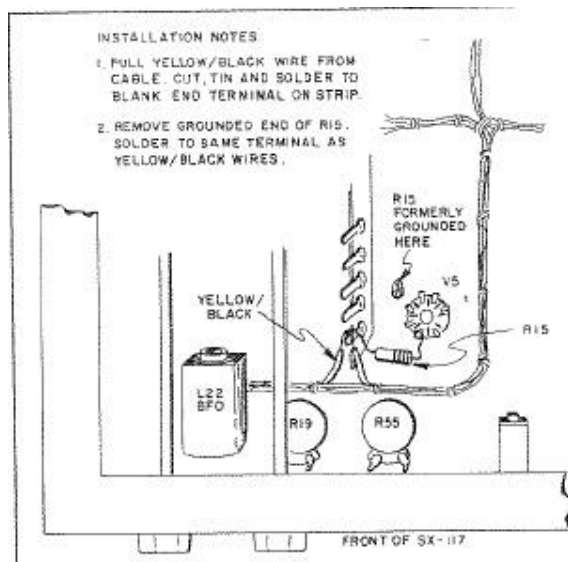 INSTALLATION NOTES
1. PULL YELLOW/BLACK WIRE FROM
CABLE. CUT, TIN AND SOLDER TO
BLANK END TERMINAL ON STRIP.
2. REMOVE GROUNDED END OF R15.
SOLDER TO SAME TERMINAL AS
YELLOW/BLACK WIRES.
R15
FORMERLY
GROUNDED
HERE
V5
YELLOW/
BLACK
R15
L22
BFO
R19
R55
FRONT OF SX-117